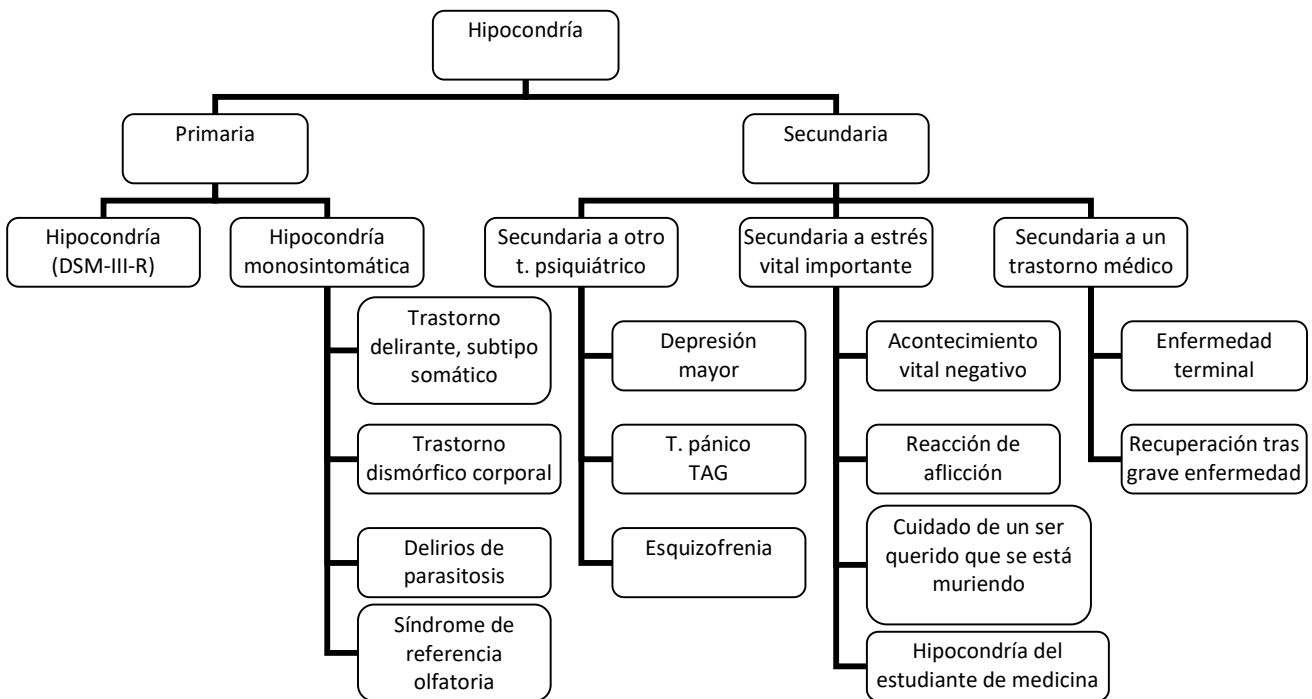 Hipocondría
Primaria
Secundaria
Hipocondría
(DSM-III-R)
Hipocondría
monosintomática
Secundaria a otro
t. psiquiátrico
Secundaria a estrés
vital importante
Secundaria a un
trastorno médico
Trastorno
delirante, subtipo
somático
Trastorno
dismórfico corporal
Delirios de
parasitosis
Síndrome de
referencia
olfatoria
Depresión
mayor
T. pánico
TAG
Esquizofrenia
Acontecimiento
vital negativo
Reacción de
aflicción
Cuidado de un ser
querido que se está
muriendo
Hipocondría del
estudiante de medicina
Enfermedad
terminal
Recuperación tras
grave enfermedad